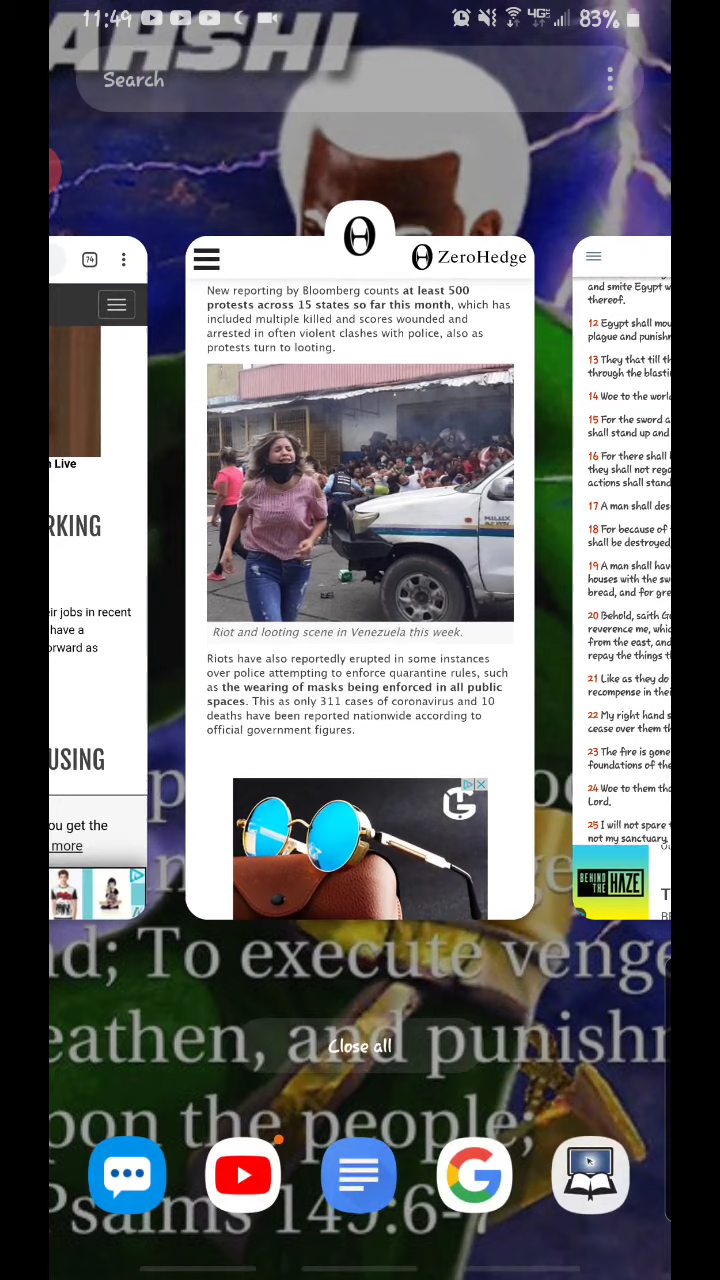 11:49
4GE
83%
AHSHI
Search
74
ZeroHedge
n Live
RKING
eir jobs in recent
have a
orward as
USING
ou get the
more
New reporting by Bloomberg counts at least 500
protests across 15 states so far this month, which has
included multiple killed and scores wounded and
arrested in often violent clashes with police, also as
protests turn to looting.
HILUX
Riot and looting scene in Venezuela this week.
Riots have also reportedly erupted in some instances
over police attempting to enforce quarantine rules, such
as the wearing of masks being enforced in all public
spaces. This as only 311 cases of coronavirus and 10
deaths have been reported nationwide according to
official government figures.
and smite Egypt w
thereof.
12 Egypt shall mou
plague and punishm
13 They that till th
through the blasti
14 Woe to the worl
15 For the sword a
shall stand up and
16 For there shall
they shall not rega
actions shall stand
17 A man shall des
18 For because of
shall be destroyed
19 A man shall hav
houses with the sw
bread, and for gre
20 Behold, saith G
reverence me, whic
from the east, and
repay the things t
21 Like as they do
recompense in thei
22 My right hand s
cease over them th
23 The fire is gone
foundations of the
24 Woe to them tha
Lord.
25 I will not spare
not my sanctuary,
BEHIND
THE HAZE
nd; To execute venge
eathen, and punishm
Close all
pon the people;
Psalms 149:6-7